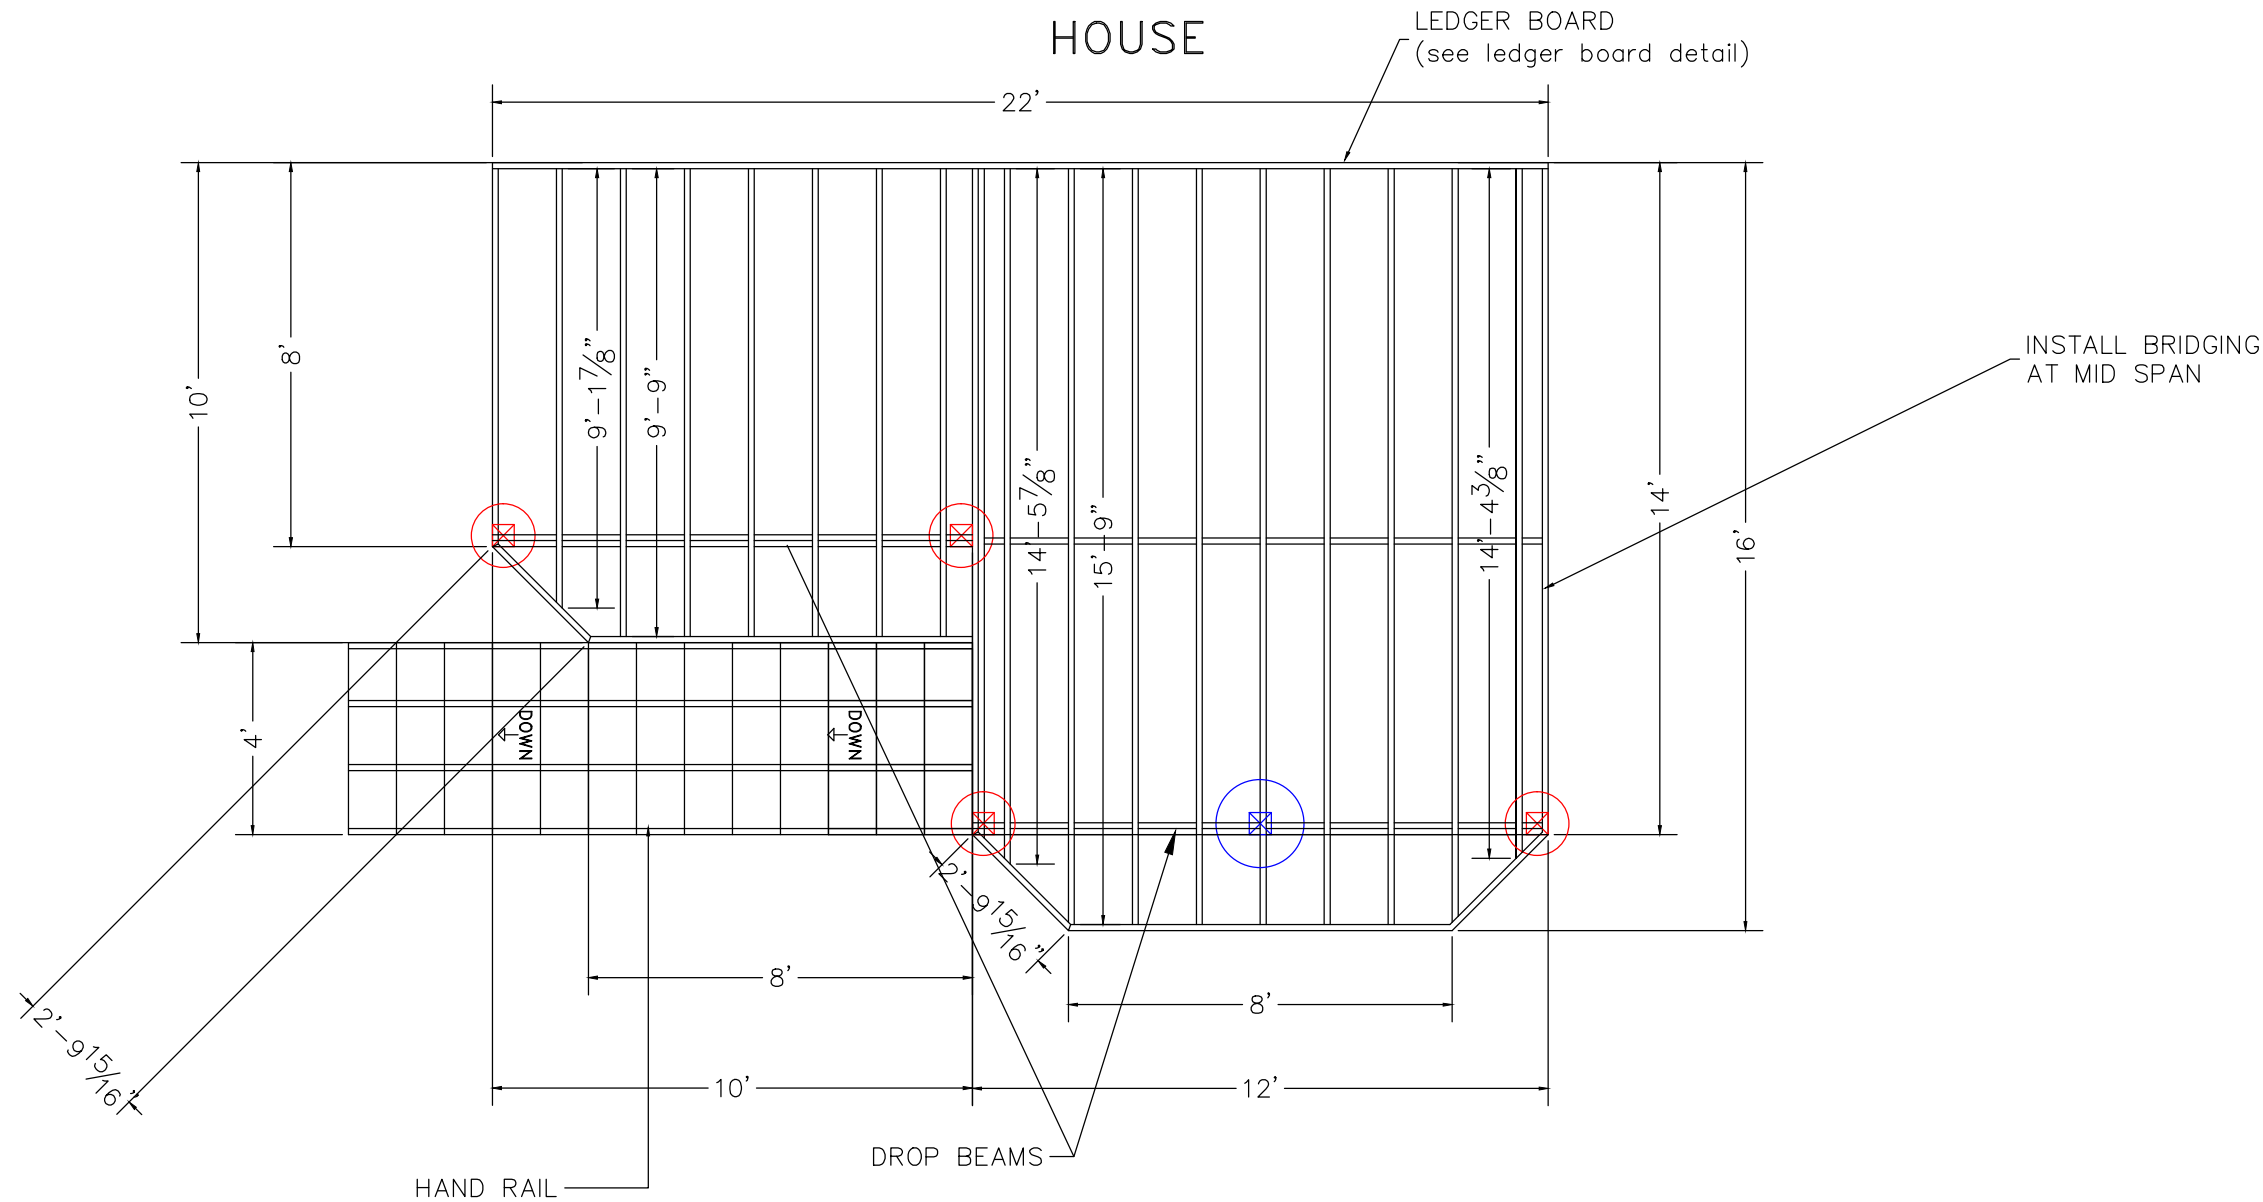 HOUSE
LEDGER BOARD
(see ledger board detail)
22'
10'
8'
9'-1 7/8"
9'-9"
14'-5 7/8"
15'-9"
14'-4 3/8"
14'
16'
INSTALL BRIDGING
AT MID SPAN
4'
DOWN
DOWN
2'-9 15/16"
2'-9 15/16"
8'
8'
10'
12'
DROP BEAMS
HAND RAIL